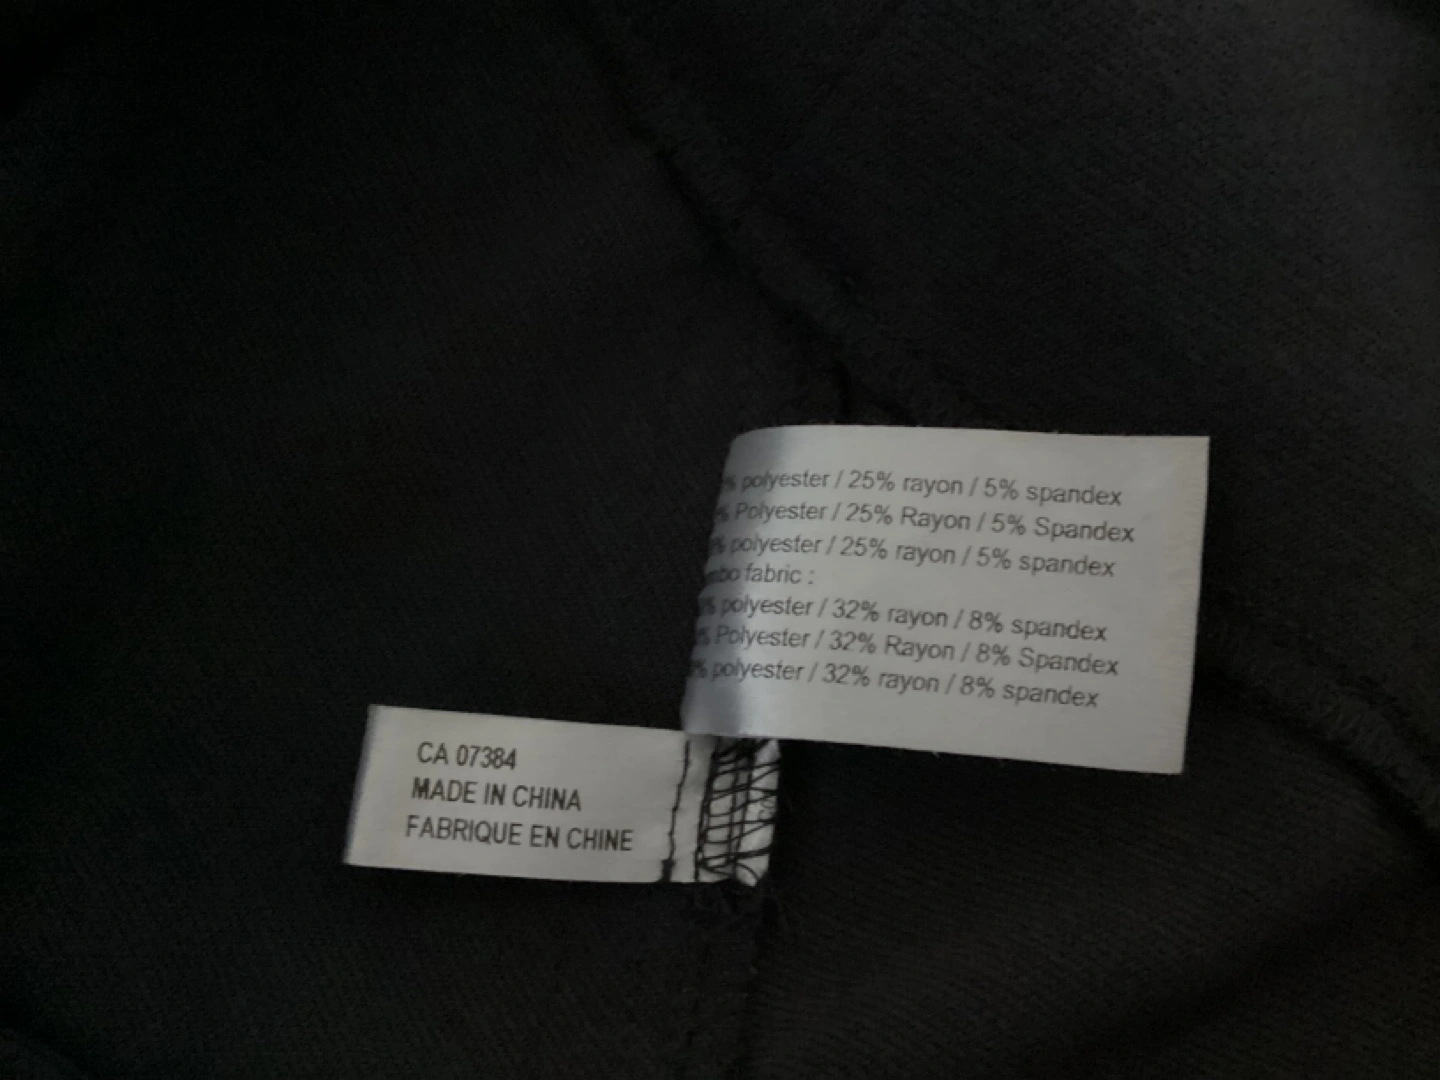 % polyester / 25% rayon / 5% spandex
% Polyester / 25% Rayon / 5% Spandex
% polyester / 25% rayon / 5% spandex
fabric :
% polyester / 32% rayon / 8% spandex
% Polyester / 32% Rayon / 8% Spandex
% polyester / 32% rayon / 8% spandex
CA 07384
MADE IN CHINA
FABRIQUE EN CHINE